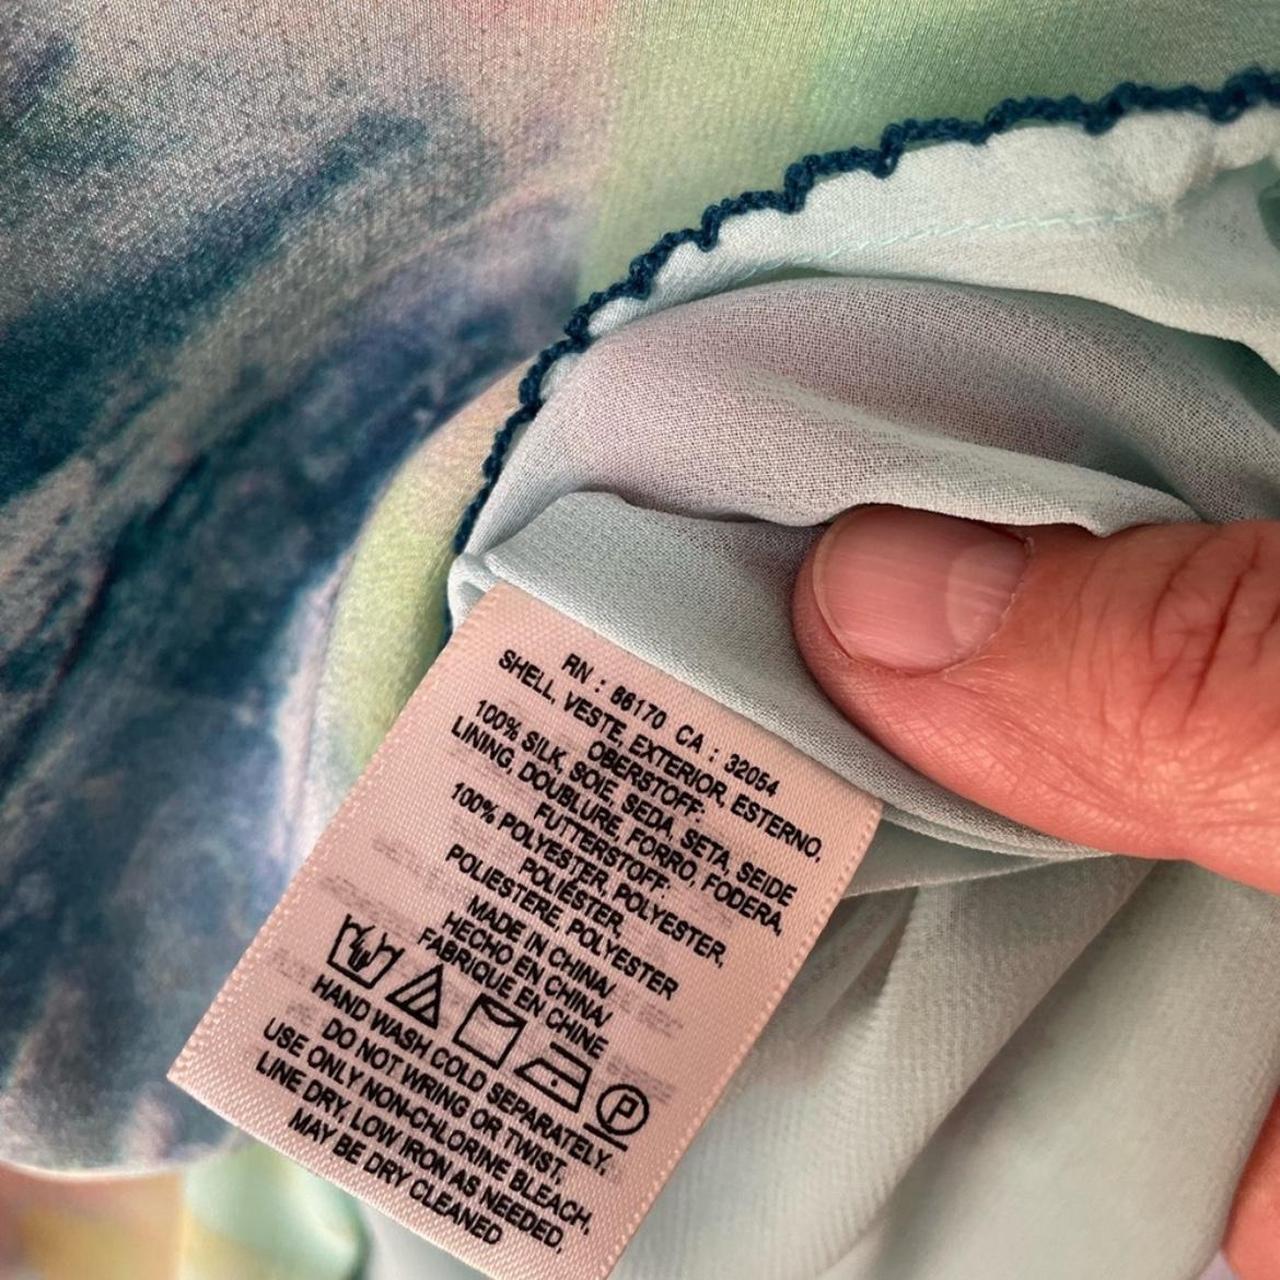 RN : 66170 CA : 32054
SHELL, VESTE, EXTERIOR, ESTERNO,
OBERSTOFF:
100% SILK, SOIE, SEDA, SETA, SEIDE
LINING, DOUBLURE, FORRO, FODERA,
FUTTERSTOFF:
100% POLYESTER, POLYESTER,
POLIÉSTER,
POLIESTERE, POLYESTER
MADE IN CHINA/
HECHO EN CHINA/
FABRIQUE EN CHINE
P
HAND WASH COLD SEPARATELY.
DO NOT WRING OR TWIST,
USE ONLY NON-CHLORINE BLEACH,
LINE DRY, LOW IRON AS NEEDED,
MAY BE DRY CLEANED